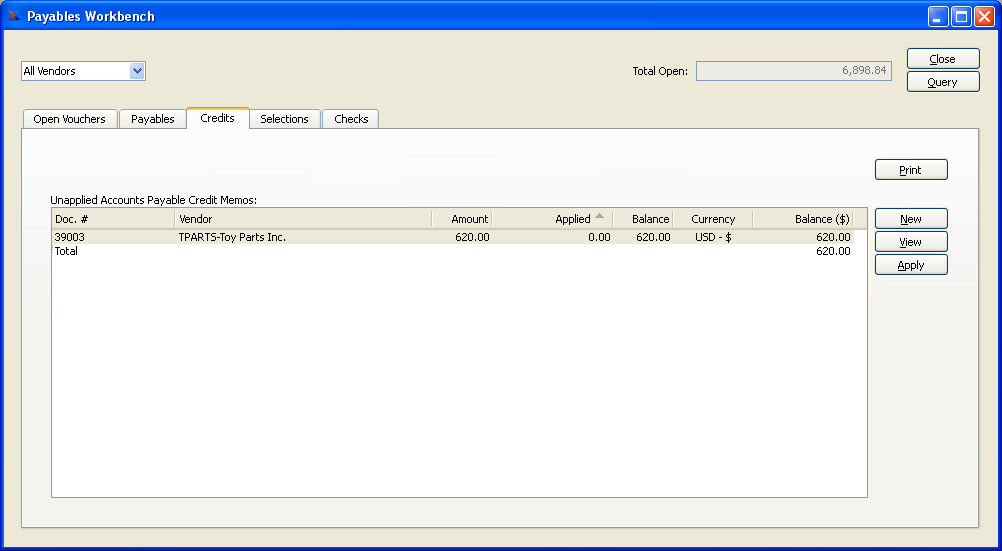 Payables Workbench
All Vendors
Total Open: 6,898.84
Close
Query
Open Vouchers Payables Credits Selections Checks
Print
Unapplied Accounts Payable Credit Memos:
Doc. # Vendor Amount Applied Balance Currency Balance ($)
39003 TPARTS-Toy Parts Inc. 620.00 0.00 620.00 USD - $ 620.00
Total 620.00
New
View
Apply